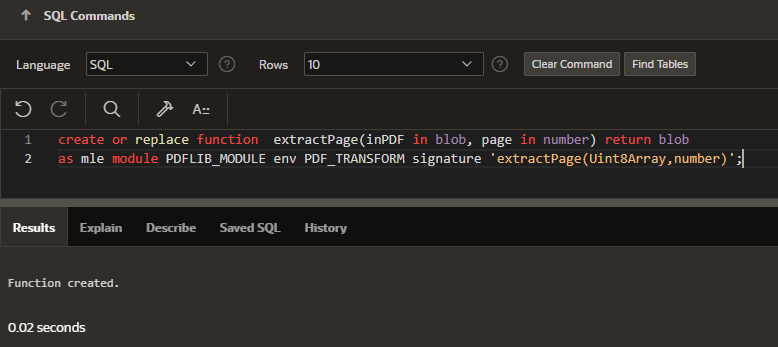 SQL Commands
Language SQL Rows 10 Clear Command Find Tables
1 create or replace function  extractPage(inPDF in blob, page in number) return blob
2 as mle module PDFLIB_MODULE env PDF_TRANSFORM signature 'extractPage(Uint8Array,number)';
Results Explain Describe Saved SQL History
Function created.
0.02 seconds